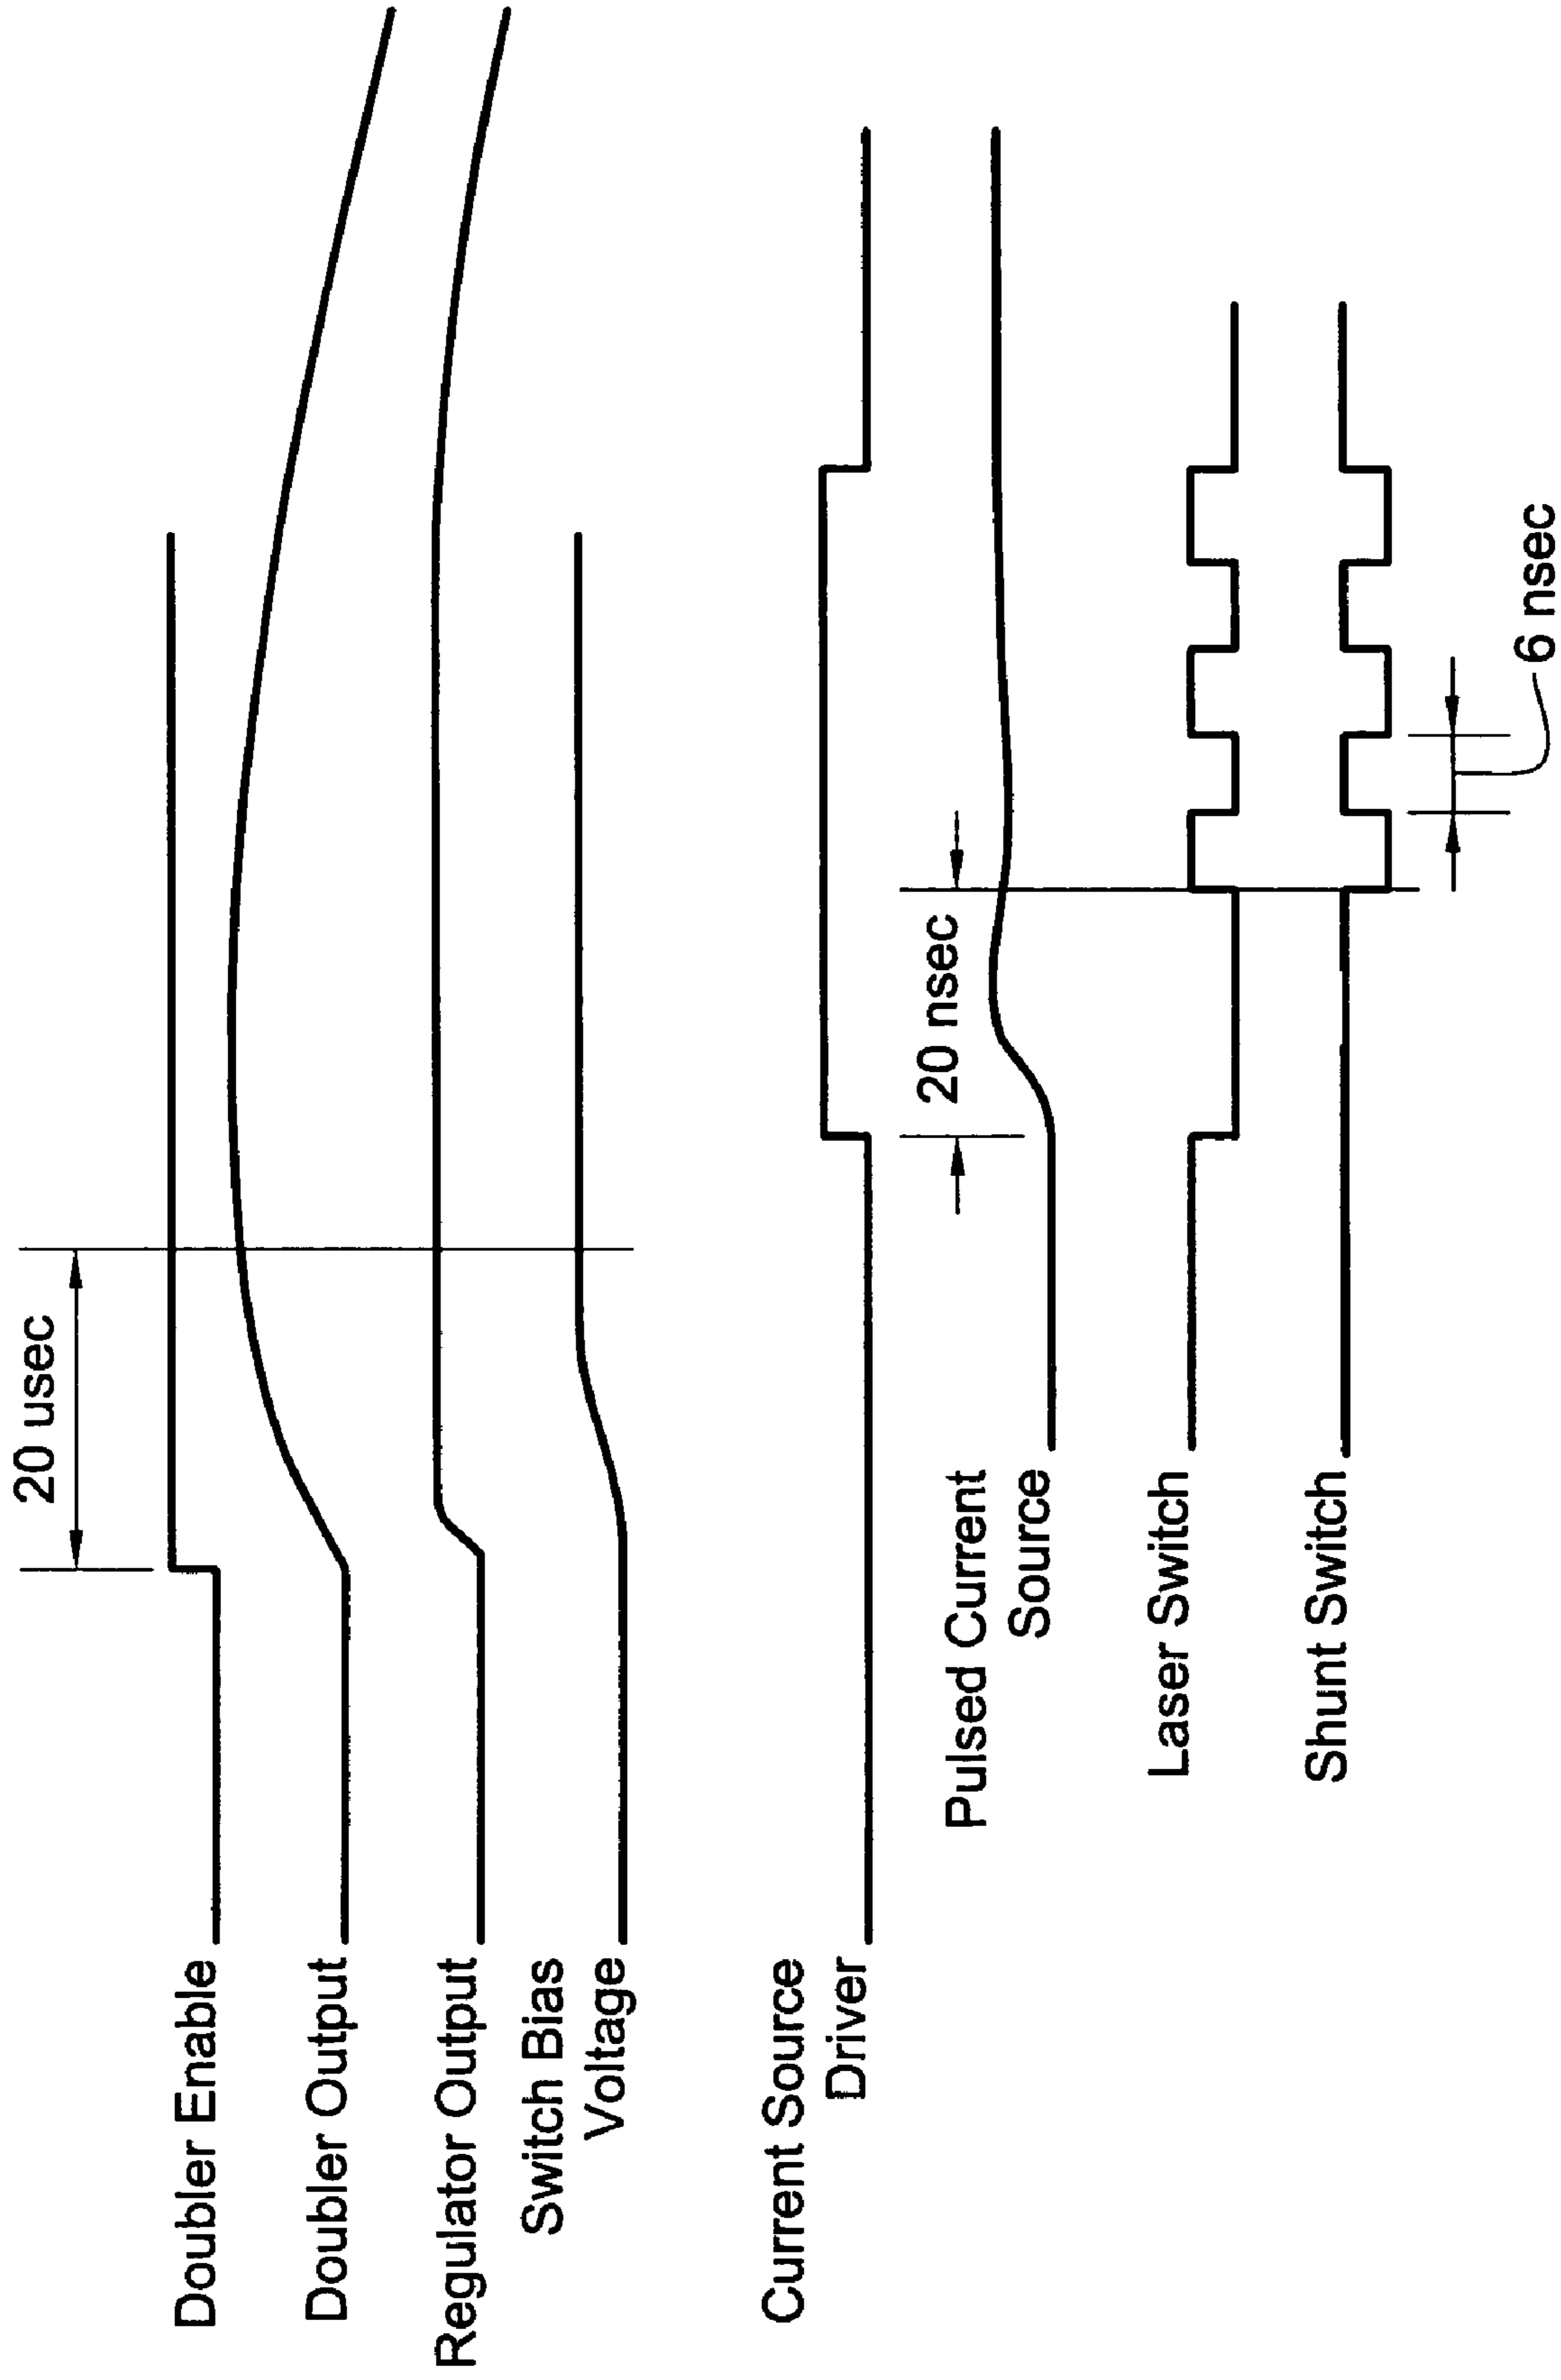 20 usec
Doubler Enable
Doubler Output
Regulator Output
Switch Bias
Voltage
Current Source
Driver
20 nsec
Pulsed Current
Source
Laser Switch
Shunt Switch
6 nsec